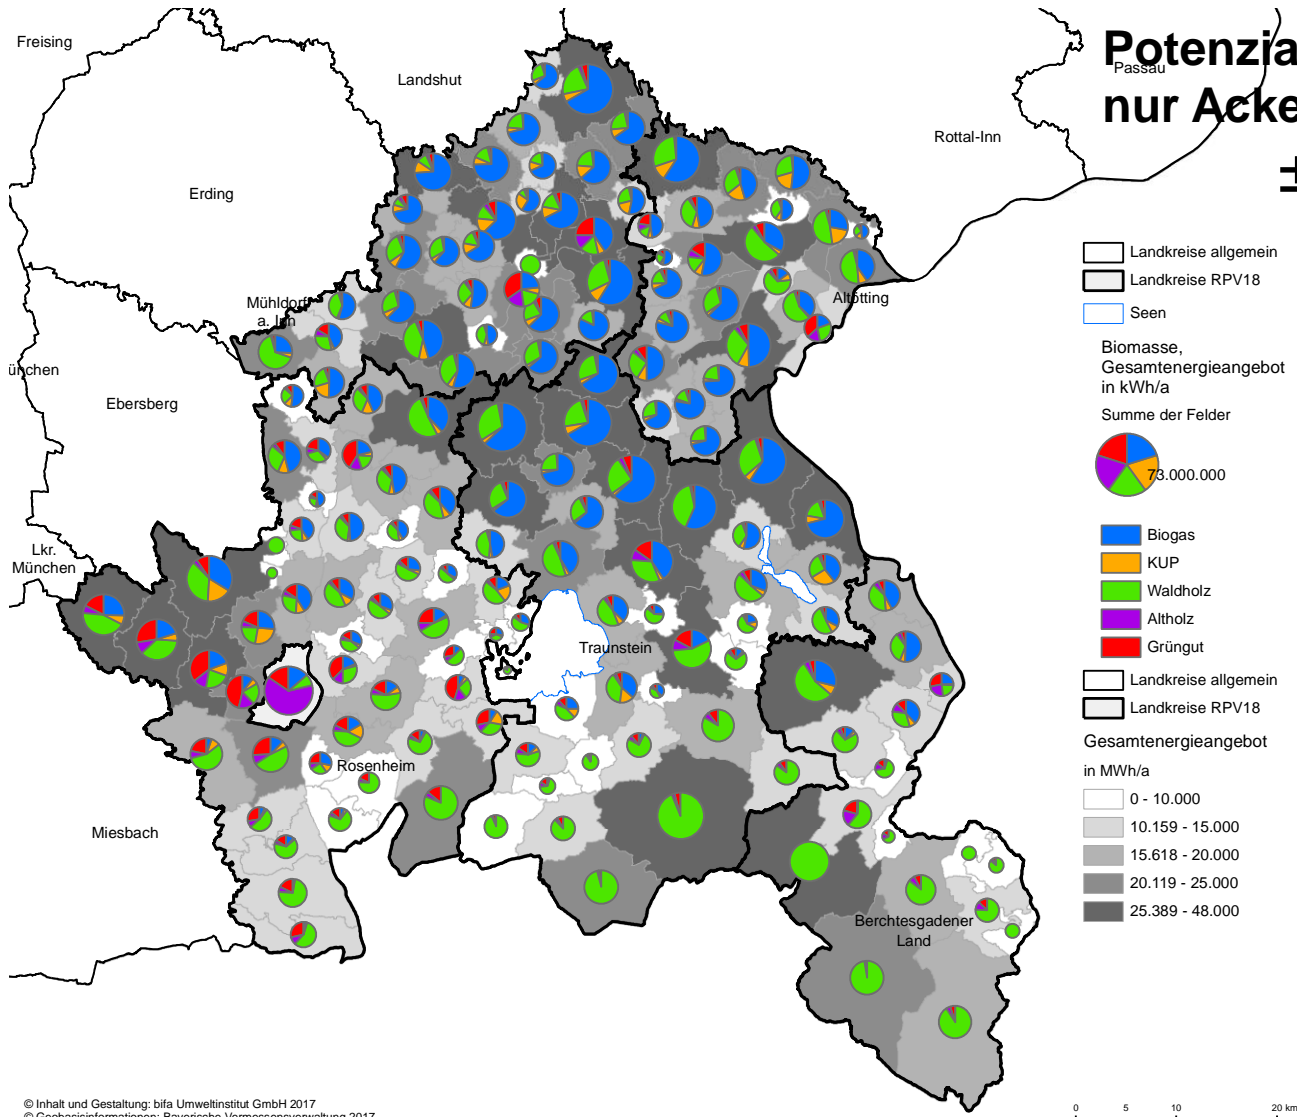 Freising
Landshut
Potenzia
Passau
nur Acke
Rottal-Inn
Erding
Landkreise allgemein
Landkreise RPV18
Mühldorf
a. Inn
Altötting
Seen
Biomasse,
Gesamtenergieangebot
in kWh/a
Ebersberg
Summe der Felder
73.000.000
Biogas
KUP
Waldholz
Altholz
Grüngut
Lkr.
München
Traunstein
Landkreise allgemein
Landkreise RPV18
Gesamtenergieangebot
in MWh/a
Rosenheim
0 - 10.000
10.159 - 15.000
15.618 - 20.000
20.119 - 25.000
25.389 - 48.000
Miesbach
Berchtesgadener
Land
© Inhalt und Gestaltung: bifa Umweltinstitut GmbH 2017
© Geobasisinformationen: Bayerische Vermessungsverwaltung 2017
0 5 10 20 km